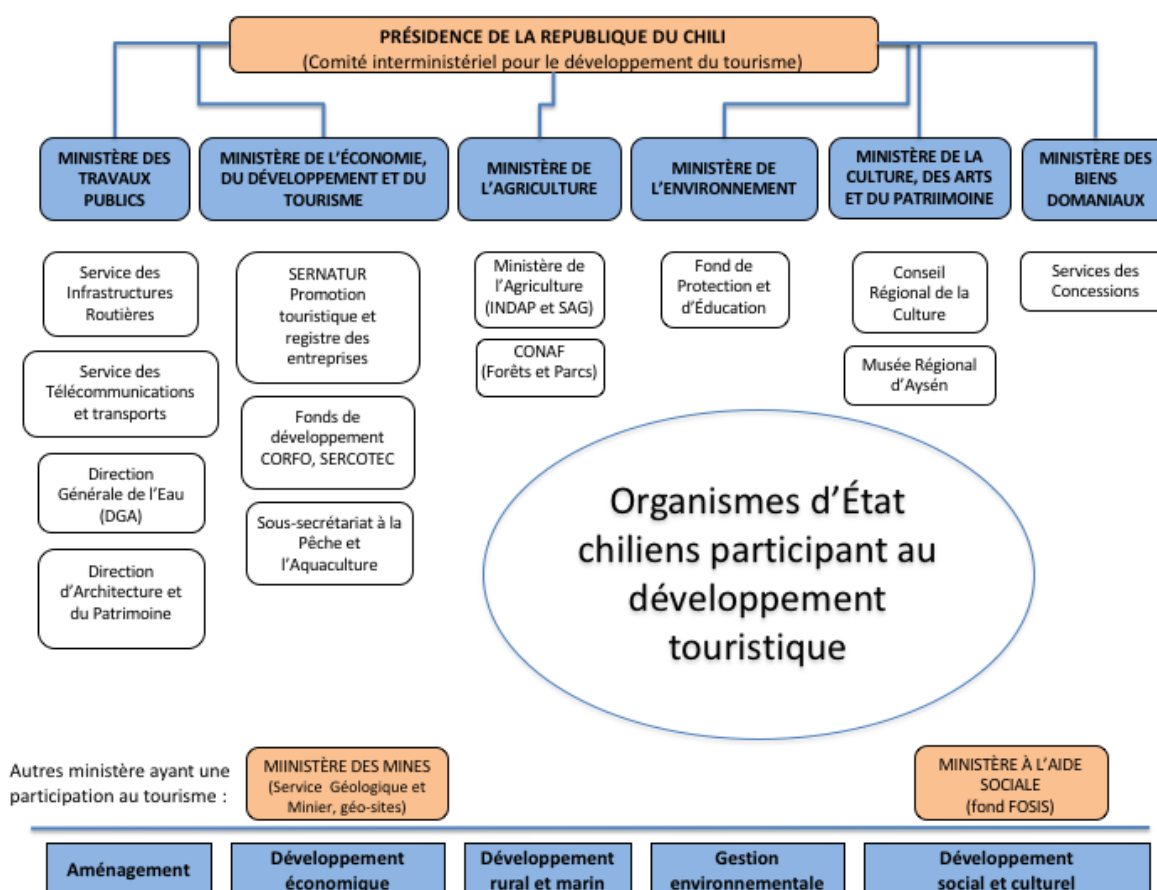 PRÉSIDENCE DE LA REPUBLIQUE DU CHILI
(Comité interministériel pour le développement du tourisme)
MINISTÈRE DES
TRAVAUX
PUBLICS
MINISTÈRE DE L'ÉCONOMIE,
DU DÉVELOPPEMENT ET DU
TOURISME
MINISTÈRE DE
L'AGRICULTURE
MINISTÈRE DE
L'ENVIRONNEMENT
MINISTÈRE DE LA
CULTURE, DES ARTS
ET DU PATRIIMOINE
MINISTÈRE DES
BIENS
DOMANIAUX
Service des
Infrastructures
Routières
Service des
Télécommunications
et transports
Direction
Générale de l'Eau
(DGA)
Direction
d'Architecture et
du Patrimoine
SERNATUR
Promotion
touristique et
registre des
entreprises
Fonds de
développement
CORFO, SERCOTEC
Sous-secrétariat à la
Pêche et
l'Aquaculture
Ministère de
l'Agriculture
(INDAP et SAG)
CONAF
(Forêts et Parcs)
Fond de
Protection et
d'Éducation
Conseil
Régional de la
Culture
Musée Régional
d'Aysén
Services des
Concessions
Organismes d'État
chiliens participant au
développement
touristique
Autres ministère ayant une
participation au tourisme :
MIINISTÈRE DES MINES
(Service Géologique et
Minier, géo-sites)
MINISTÈRE À L'AIDE
SOCIALE
(fond FOSIS)
Aménagement
Développement
économique
Développement
rural et marin
Gestion
environnementale
Développement
social et culturel